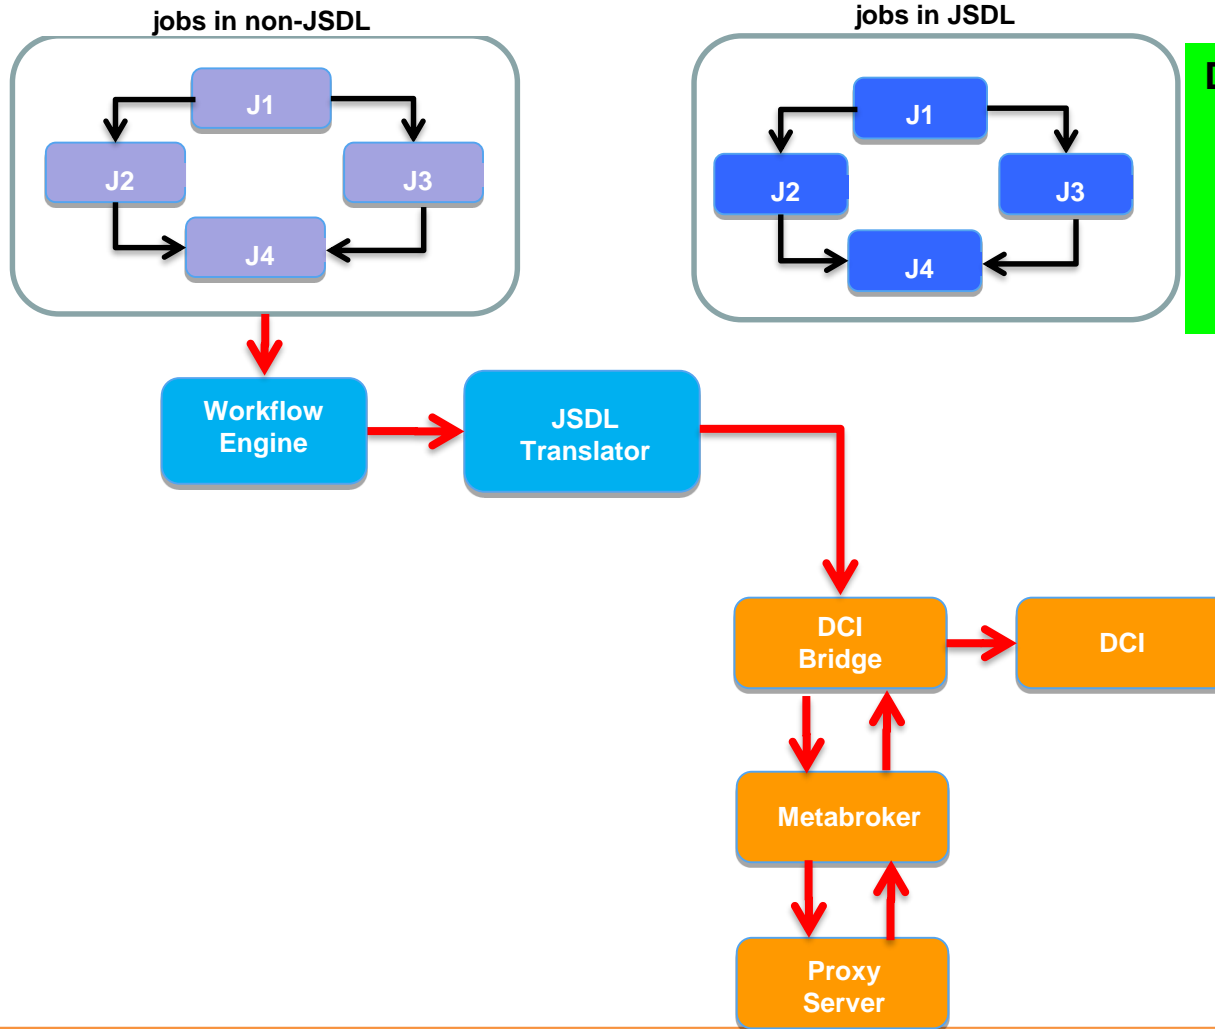 jobs in non-JSDL
jobs in JSDL
J1
J2
J3
J4
J1
J2
J3
J4
Workflow
Engine
JSDL
Translator
DCI
Bridge
DCI
Metabroker
Proxy
Server